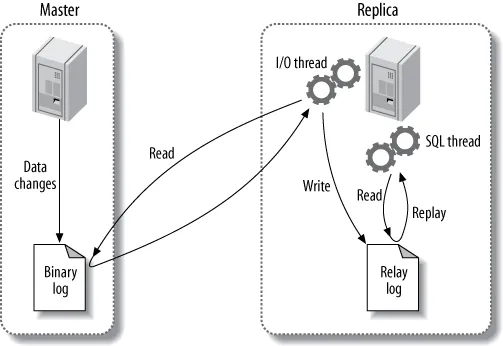 Master
Replica
I/O thread
SQL thread
Read
Data
changes
Write
Read
Replay
Binary
log
Relay
log